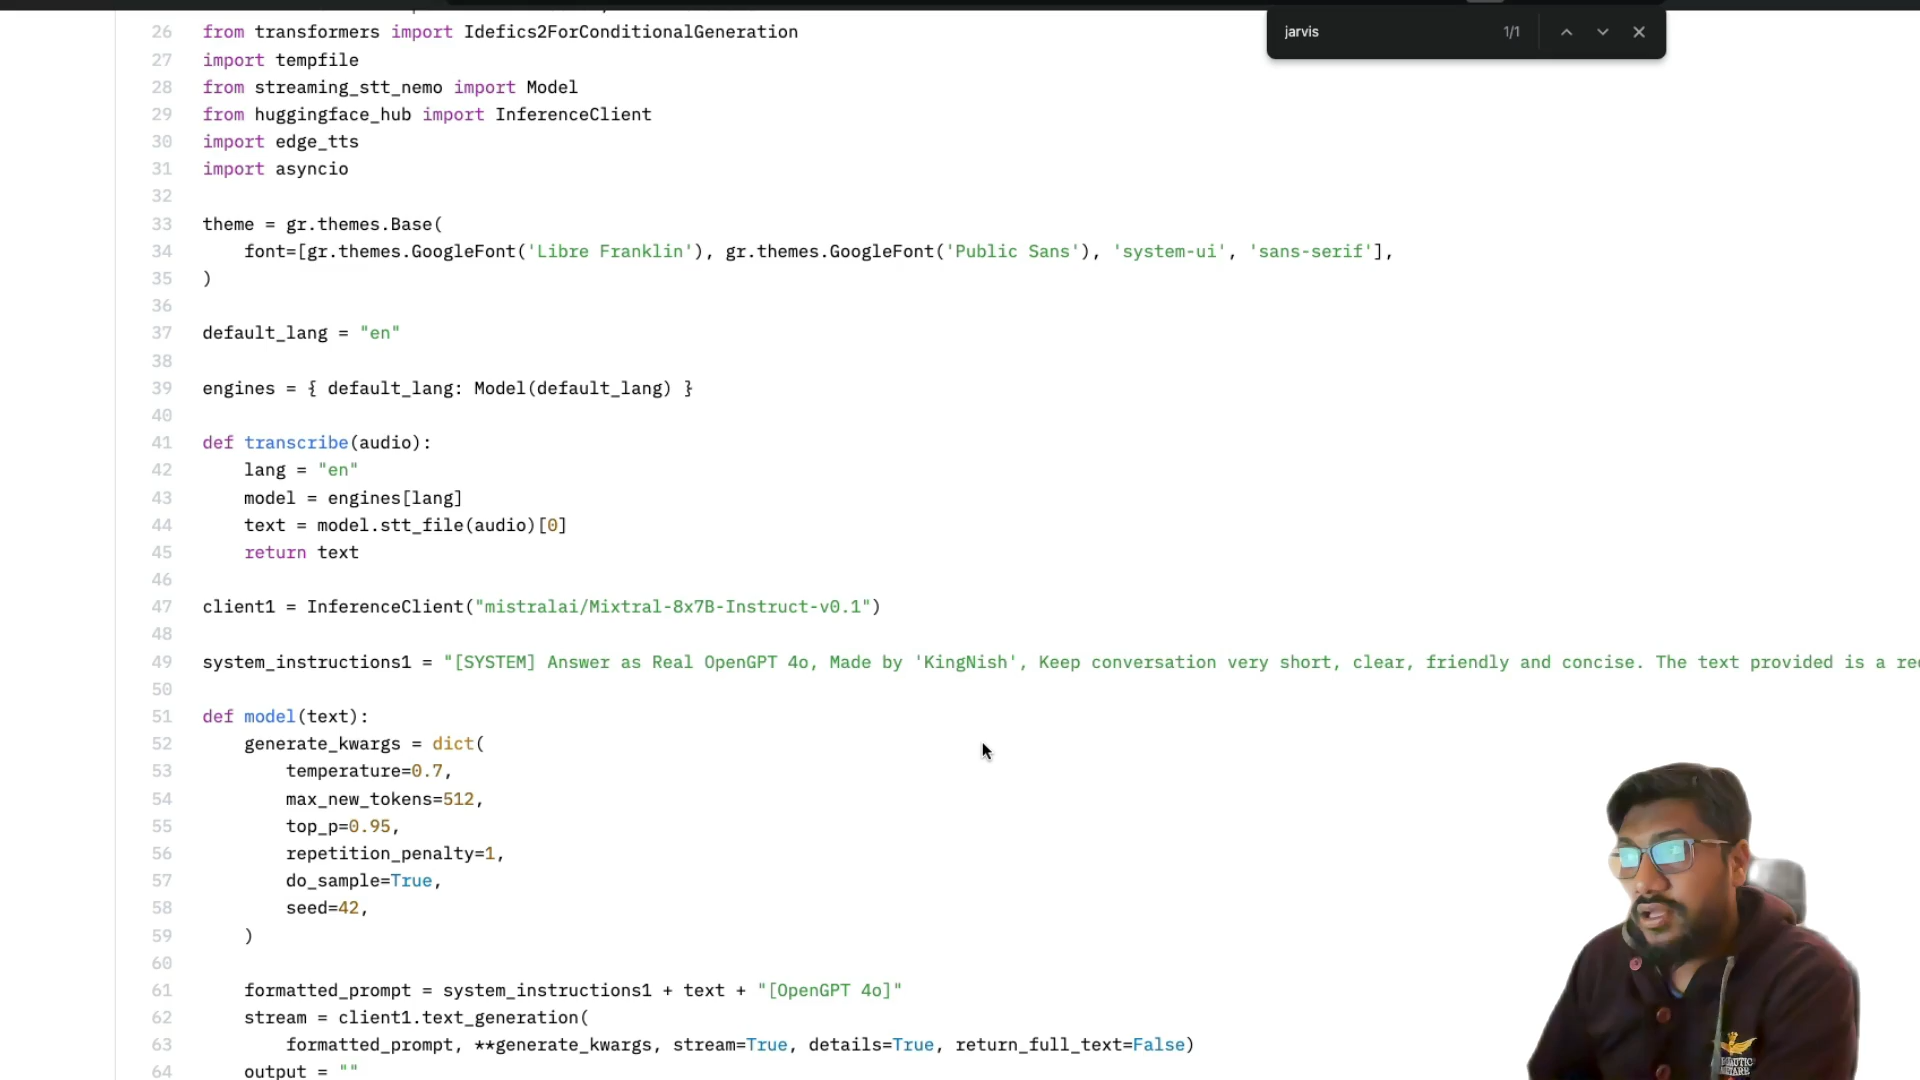 jarvis 1/1
26 from transformers import Idefics2ForConditionalGeneration
27 import tempfile
28 from streaming_stt_nemo import Model
29 from huggingface_hub import InferenceClient
30 import edge_tts
31 import asyncio
32
33 theme = gr.themes.Base(
34     font=[gr.themes.GoogleFont('Libre Franklin'), gr.themes.GoogleFont('Public Sans'), 'system-ui', 'sans-serif'],
35 )
36
37 default_lang = "en"
38
39 engines = { default_lang: Model(default_lang) }
40
41 def transcribe(audio):
42     lang = "en"
43     model = engines[lang]
44     text = model.stt_file(audio)[0]
45     return text
46
47 client1 = InferenceClient("mistralai/Mixtral-8x7B-Instruct-v0.1")
48
49 system_instructions1 = "[SYSTEM] Answer as Real OpenGPT 4o, Made by 'KingNish', Keep conversation very short, clear, friendly and concise. The text provided is a
50
51 def model(text):
52     generate_kwargs = dict(
53         temperature=0.7,
54         max_new_tokens=512,
55         top_p=0.95,
56         repetition_penalty=1,
57         do_sample=True,
58         seed=42,
59     )
60
61     formatted_prompt = system_instructions1 + text + "[OpenGPT 4o]"
62     stream = client1.text_generation(
63         formatted_prompt, **generate_kwargs, stream=True, details=True, return_full_text=False)
64     output = ""